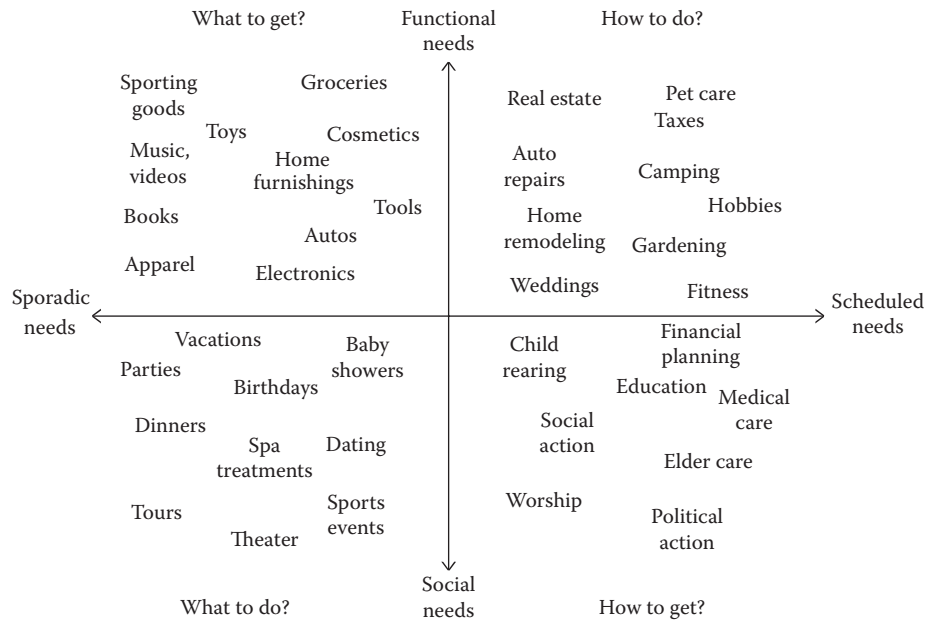 What to get?
Functional
needs
How to do?
Sporting
goods
Groceries
Toys
Cosmetics
Music,
videos
Home
furnishings
Tools
Books
Autos
Apparel
Electronics
Real estate
Pet care
Taxes
Auto
repairs
Camping
Hobbies
Home
remodeling
Gardening
Weddings
Fitness
Sporadic
needs
Scheduled
needs
Vacations
Baby
showers
Parties
Birthdays
Dinners
Spa
treatments
Dating
Tours
Sports
events
Theater
Child
rearing
Financial
planning
Education
Medical
care
Social
action
Elder care
Worship
Political
action
What to do?
Social
needs
How to get?